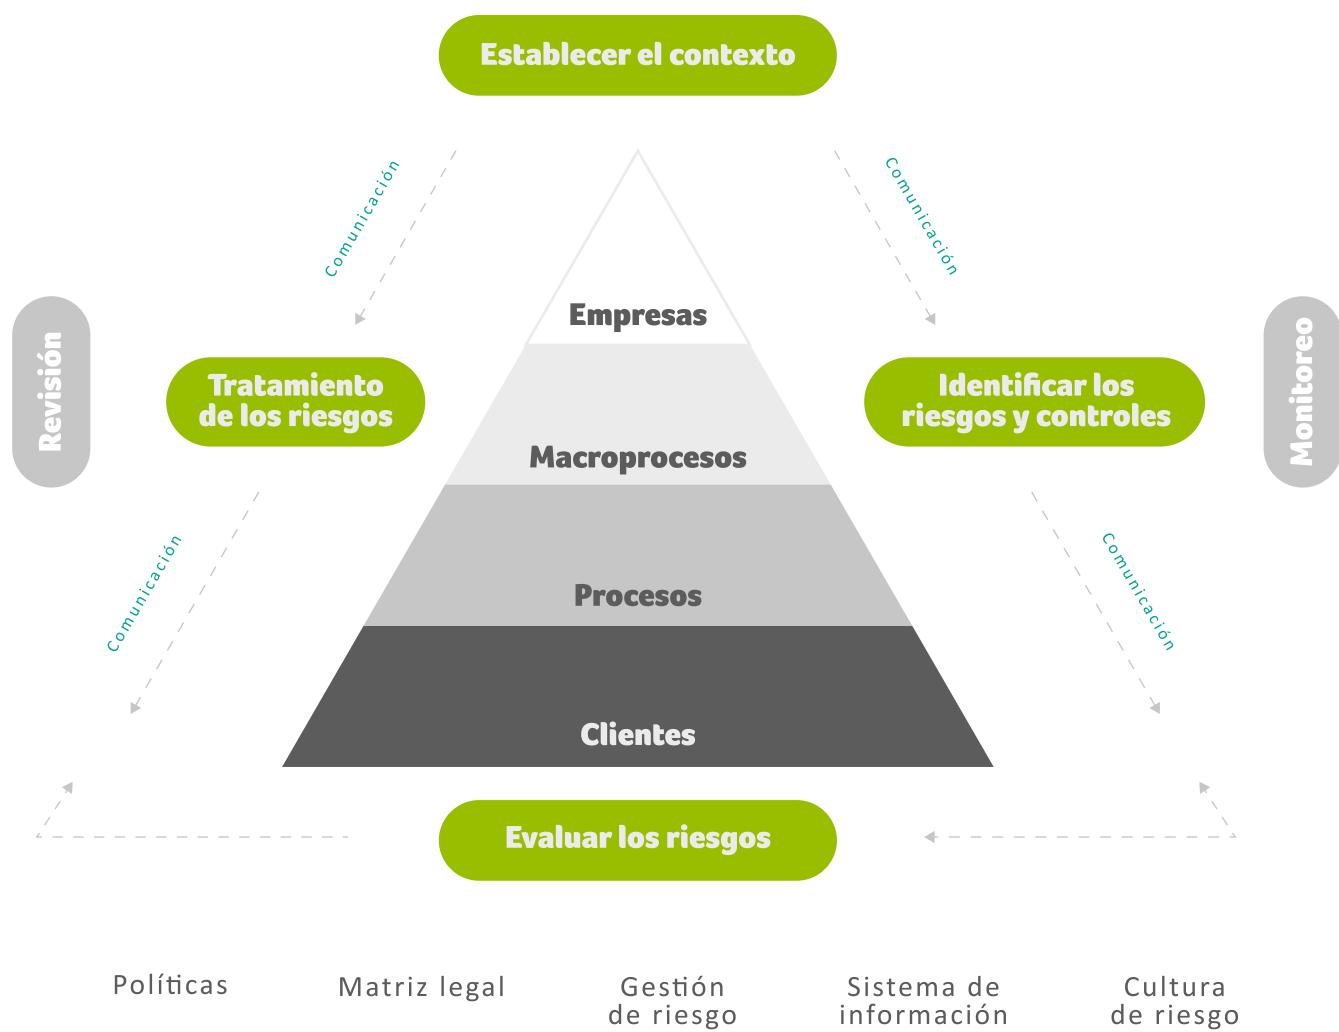 Establecer el contexto
Comunicación
Comunicación
Empresas
Revisión
Tratamiento
de los riesgos
Identificar los
riesgos y controles
Monitoreo
Macroprocesos
Comunicación
Comunicación
Procesos
Clientes
Evaluar los riesgos
Políticas
Matriz legal
Gestión
de riesgo
Sistema de
información
Cultura
de riesgo